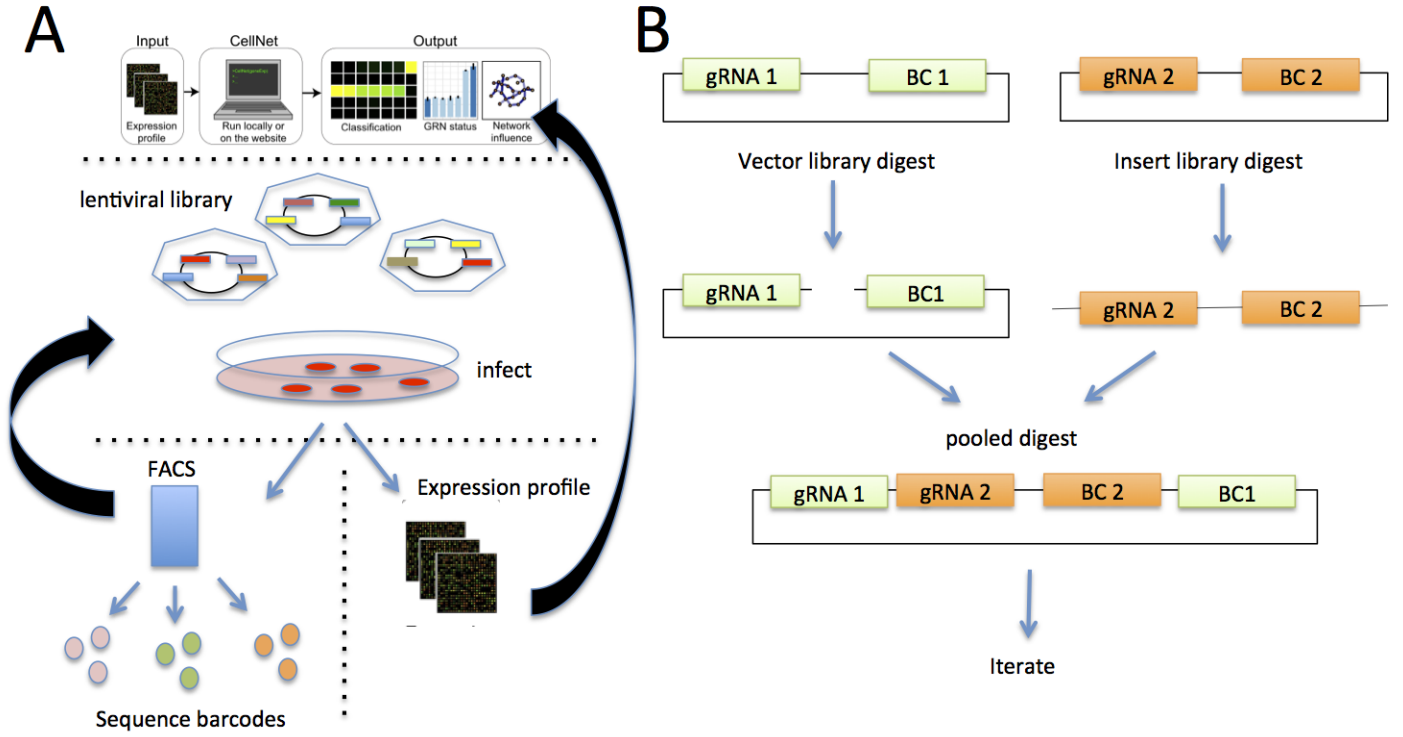 A
Input
CellNet
Output
Expression
profile
Run locally or
on the website
Classification
GRN status
Network
influence
lentiviral library
infect
FACS
Expression profile
Sequence barcodes
B
gRNA 1
BC 1
gRNA 2
BC 2
Vector library digest
Insert library digest
gRNA 1
BC1
gRNA 2
BC 2
pooled digest
gRNA 1
gRNA 2
BC 2
BC1
Iterate